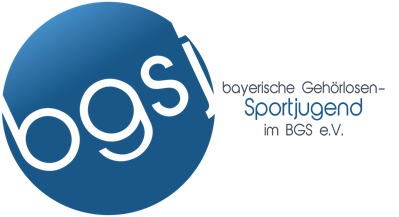 bgsj
bayerische Gehörlosen-
Sportjugend
im BGS e.V.